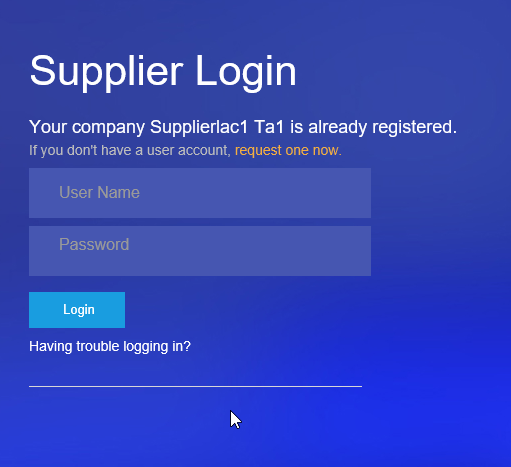 Supplier Login
Your company Supplierlac1 Ta1 is already registered.
If you don't have a user account, request one now.
User Name
Password
Login
Having trouble logging in?